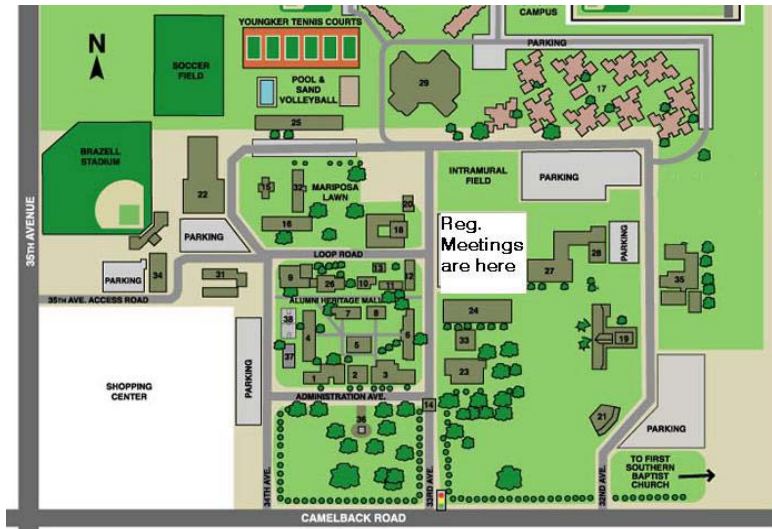 CAMPUS
YOUNGKER TENNIS COURTS
N
PARKING
SOCCER
FIELD
29
POOL &
SAND
VOLLEYBALL
17
25
BRAZELL
STADIUM
INTRAMURAL
FIELD
PARKING
22
15
32
MARIPOSA
LAWN
20
16
18
PARKING
Reg.
Meetings
are here
28
PARKING
LOOP ROAD
34
PARKING
31
9
26
13
10
11
12
27
35
35TH AVE. ACCESS ROAD
ALUMNI HERITAGE MALL
35TH AVENUE
38
7
8
24
4
5
6
33
19
37
PARKING
1
2
3
23
SHOPPING
CENTER
ADMINISTRATION AVE.
14
36
21
PARKING
34TH AVE.
33RD AVE.
32ND AVE.
TO FIRST
SOUTHERN
BAPTIST
CHURCH
CAMELBACK ROAD